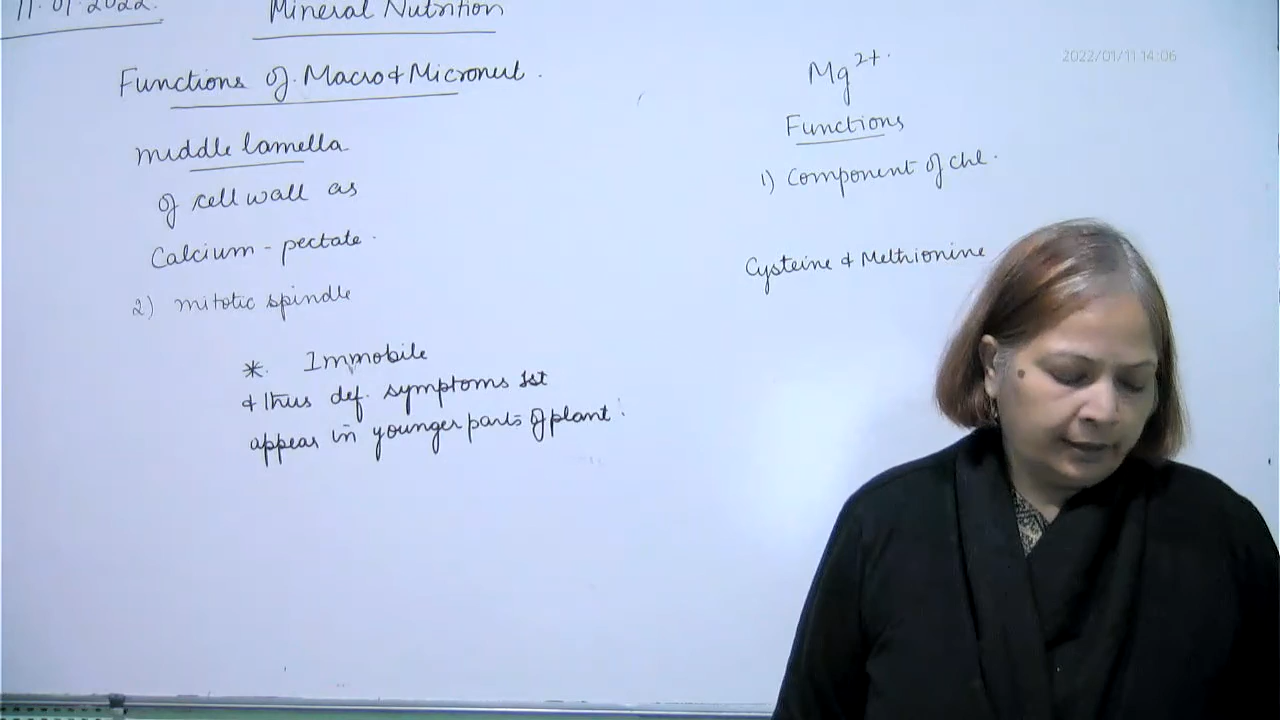 11.01.2022.
Mineral Nutrition
Functions of Macro & Micronut.
middle lamella
of cell wall as
Calcium - pectate.
2) mitotic spindle
*. Immobile
& thus def. symptoms 1st
appear in younger parts of plant.
2022/01/11 14:06
Mg2+.
Functions
1) Component of chl.
Cysteine & Methionine